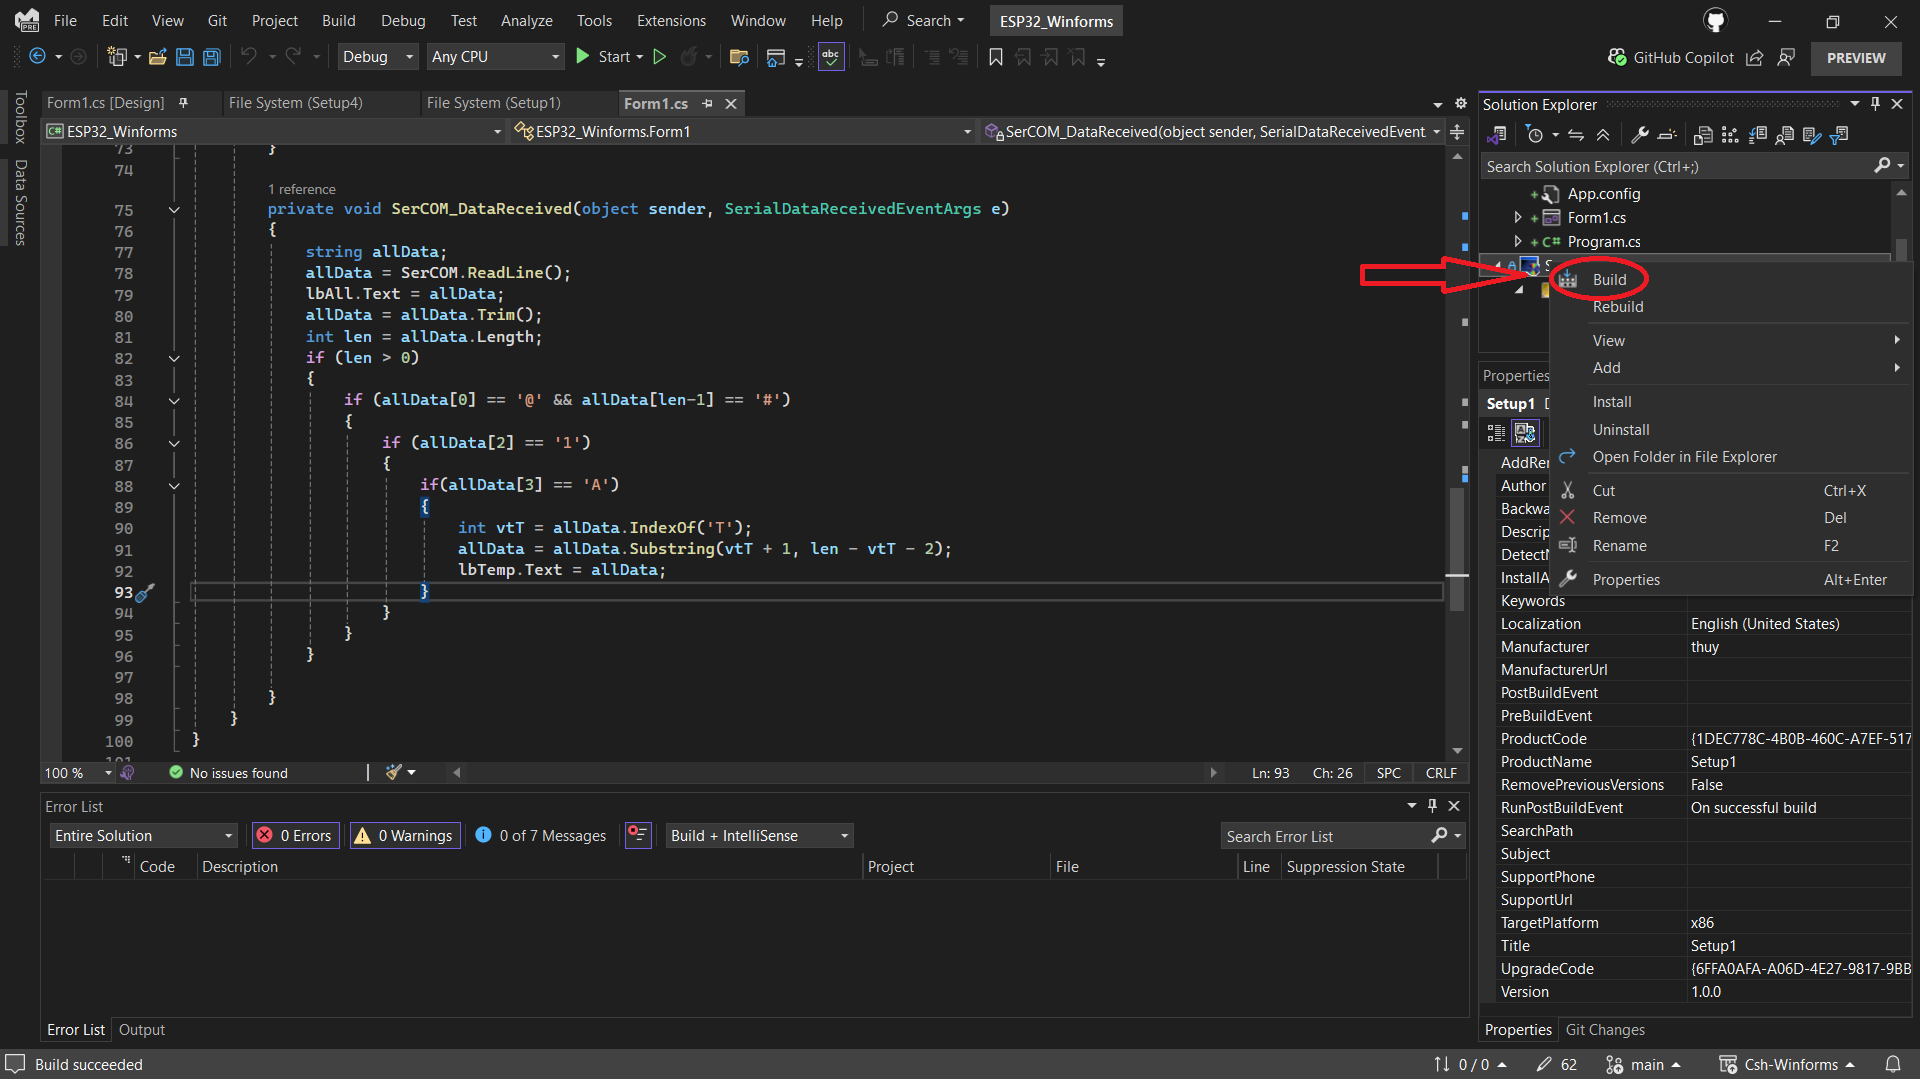 File Edit View Git Project Build Debug Test Analyze Tools Extensions Window Help Search ESP32_Winforms
PRE
Debug Any CPU Start abc GitHub Copilot PREVIEW
Toolbox
Data Sources
Form1.cs [Design] File System (Setup4) File System (Setup1) Form1.cs
C# ESP32_Winforms ESP32_Winforms.Form1 SerCOM_DataReceived(object sender, SerialDataReceivedEvent
73 }
74
1 reference
75 private void SerCOM_DataReceived(object sender, SerialDataReceivedEventArgs e)
76 {
77 string allData;
78 allData = SerCOM.ReadLine();
79 lbAll.Text = allData;
80 allData = allData.Trim();
81 int len = allData.Length;
82 if (len > 0)
83 {
84 if (allData[0] == '@' && allData[len-1] == '#')
85 {
86 if (allData[2] == '1')
87 {
88 if(allData[3] == 'A')
89 {
90 int vtT = allData.IndexOf('T');
91 allData = allData.Substring(vtT + 1, len - vtT - 2);
92 lbTemp.Text = allData;
93 }
94 }
95 }
96 }
97
98 }
99 }
100 }
100 % No issues found Ln: 93 Ch: 26 SPC CRLF
Error List
Entire Solution 0 Errors 0 Warnings 0 of 7 Messages Build + IntelliSense Search Error List
Code Description Project File Line Suppression State
Error List Output
Solution Explorer
Search Solution Explorer (Ctrl+;)
App.config
Form1.cs
C# Program.cs
Build
Rebuild
View
Add
Install
Uninstall
Open Folder in File Explorer
Cut Ctrl+X
Remove Del
Rename F2
Properties Alt+Enter
Properties
Setup1
AddRe
Author
Backwa
Descrip
Detect
InstallA
Keywords
Localization English (United States)
Manufacturer thuy
ManufacturerUrl
PostBuildEvent
PreBuildEvent
ProductCode {1DEC778C-4B0B-460C-A7EF-517
ProductName Setup1
RemovePreviousVersions False
RunPostBuildEvent On successful build
SearchPath
Subject
SupportPhone
SupportUrl
TargetPlatform x86
Title Setup1
UpgradeCode {6FFA0AFA-A06D-4E27-9817-9BB
Version 1.0.0
Properties Git Changes
Build succeeded 0 / 0 62 main Csh-Winforms